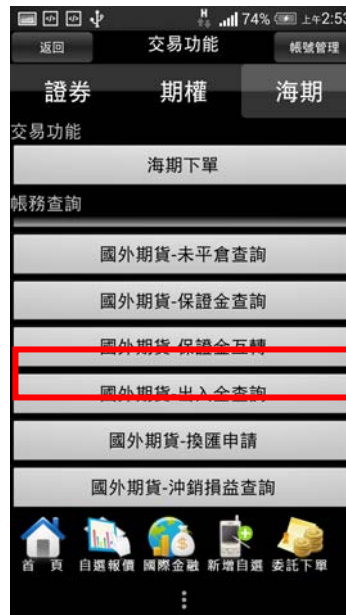 74% 上午2:53
返回 交易功能 帳號管理
證券 期權 海期
交易功能
海期下單
帳務查詢
國外期貨-未平倉查詢
國外期貨-保證金查詢
國外期貨-保證金互轉
國外期貨-出入金查詢
國外期貨-換匯申請
國外期貨-沖銷損益查詢
首頁 自選報價 國際金融 新增自選 委託下單